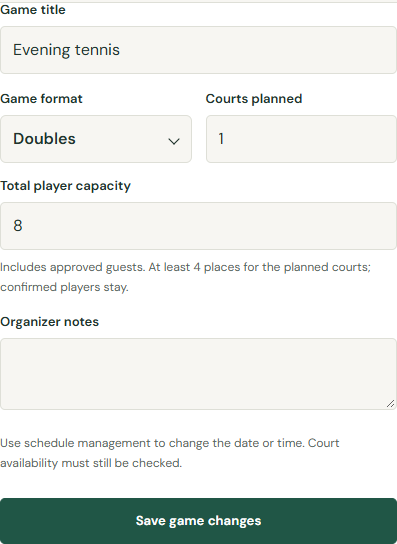 Game title
Evening tennis
Game format
Courts planned
Doubles
1
Total player capacity
8
Includes approved guests. At least 4 places for the planned courts;
confirmed players stay.
Organizer notes
Use schedule management to change the date or time. Court
availability must still be checked.
Save game changes